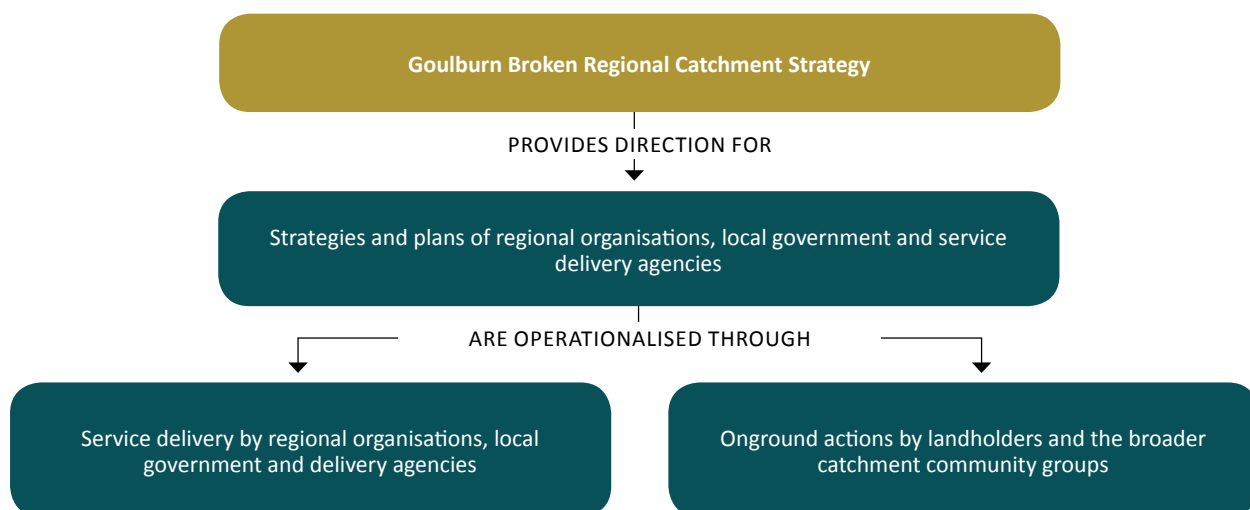 Goulburn Broken Regional Catchment Strategy
PROVIDES DIRECTION FOR
Strategies and plans of regional organisations, local government and service
delivery agencies
ARE OPERATIONALISED THROUGH
Service delivery by regional organisations, local
government and delivery agencies
Onground actions by landholders and the broader
catchment community groups